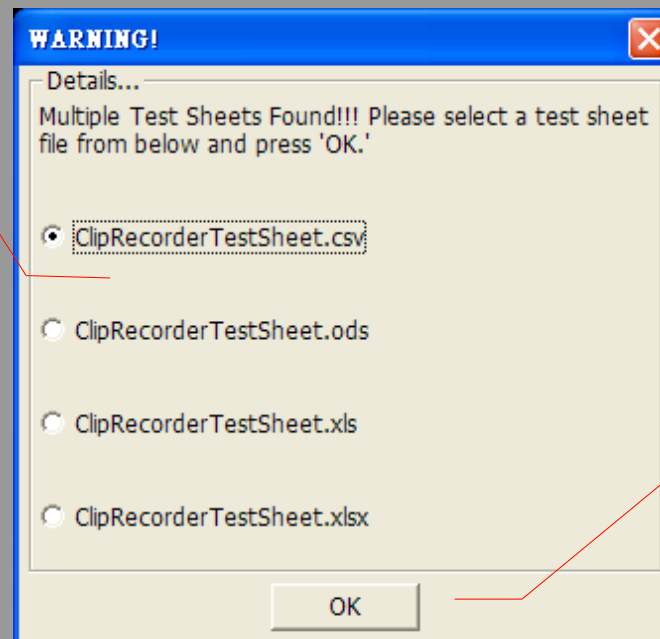 WARNING!
Details...
Multiple Test Sheets Found!!! Please select a test sheet
file from below and press 'OK.'
ClipRecorderTestSheet.csv
ClipRecorderTestSheet.ods
ClipRecorderTestSheet.xls
ClipRecorderTestSheet.xlsx
OK